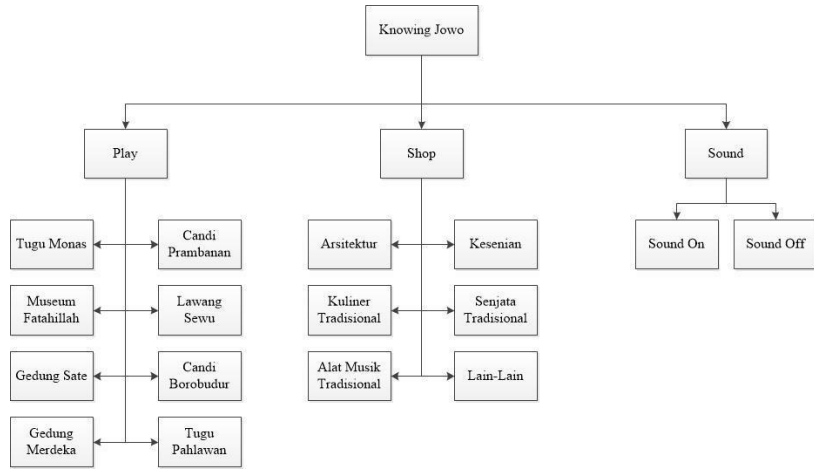 Knowing Jowo
Play
Shop
Sound
Tugu Monas
Candi
Prambanan
Museum
Fatahillah
Lawang
Sewu
Gedung Sate
Candi
Borobudur
Gedung
Merdeka
Tugu
Pahlawan
Arsitektur
Kesenian
Kuliner
Tradisional
Senjata
Tradisional
Alat Musik
Tradisional
Lain-Lain
Sound On
Sound Off